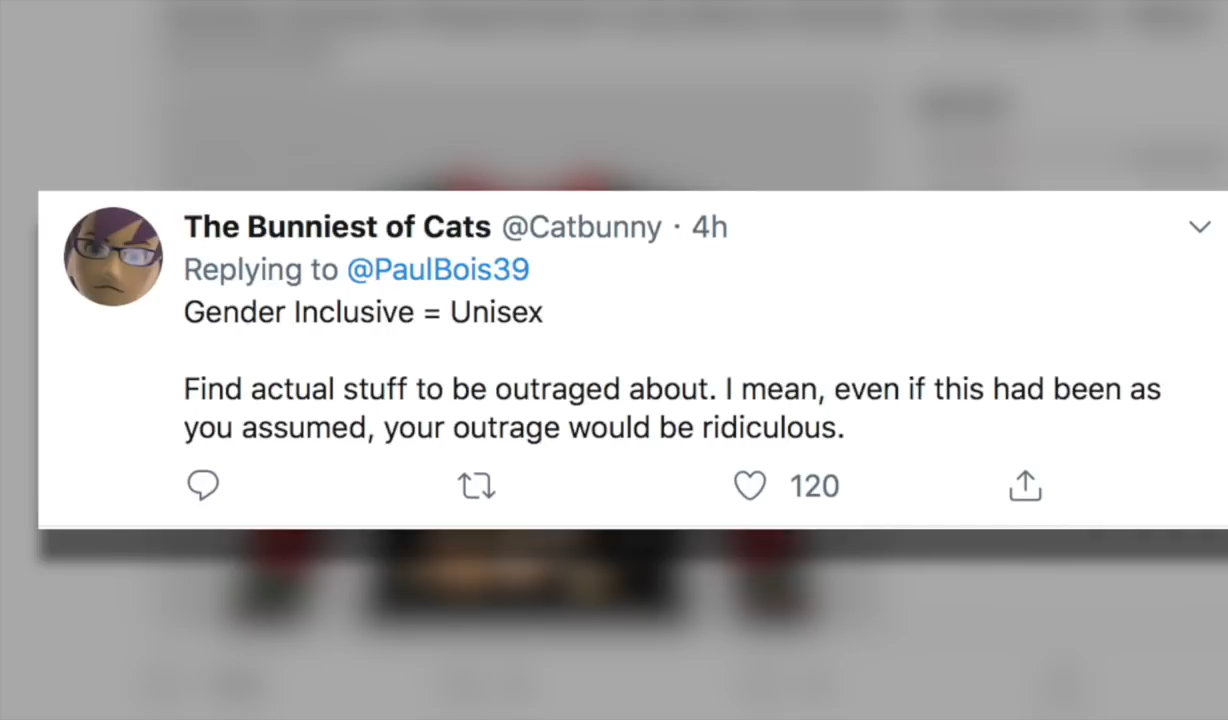 The Bunniest of Cats @Catbunny · 4h
Replying to @PaulBois39
Gender Inclusive = Unisex
Find actual stuff to be outraged about. I mean, even if this had been as
you assumed, your outrage would be ridiculous.
120